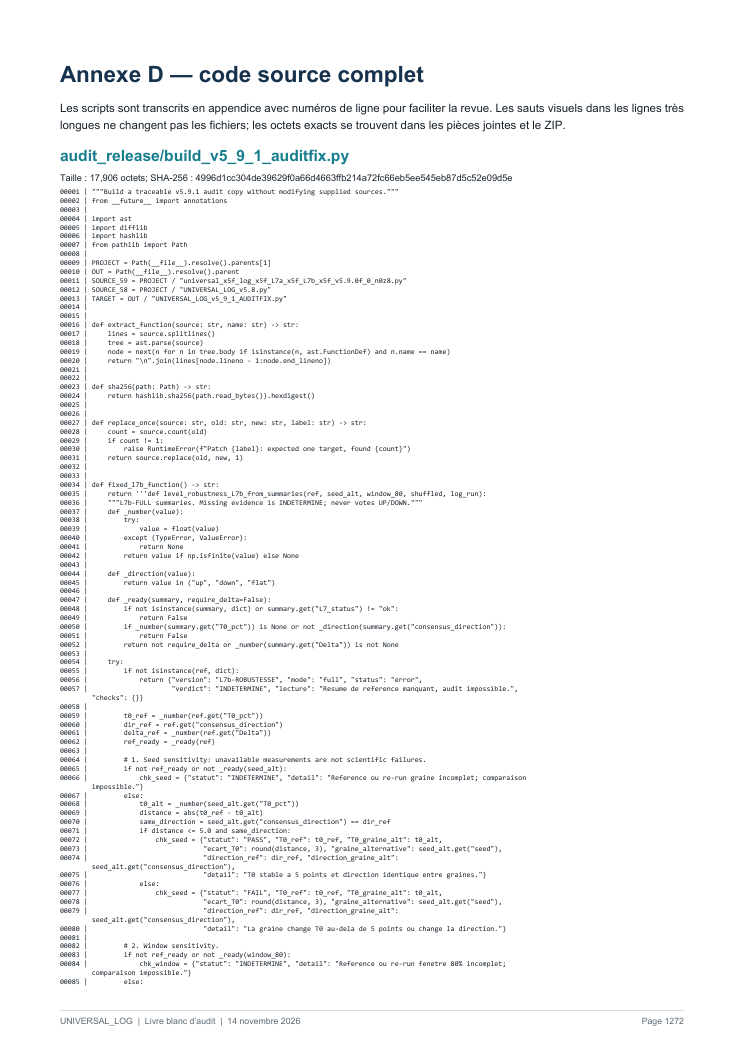 Annexe D — code source complet
Les scripts sont transcrits en appendice avec numéros de ligne pour faciliter la revue. Les sauts visuels dans les lignes très
longues ne changent pas les fichiers; les octets exacts se trouvent dans les pièces jointes et le ZIP.
audit_release/build_v5_9_1_auditfix.py
Taille : 17,906 octets; SHA-256 : 4996d1cc304de39629f0a66d4663ffb214a72fc66eb5ee545eb87d5c52e09d5e
00001 | """Build a traceable v5.9.1 audit copy without modifying supplied sources."""
00002 | from __future__ import annotations
00003 |
00004 | import ast
00005 | import difflib
00006 | import hashlib
00007 | from pathlib import Path
00008 |
00009 | PROJECT = Path(__file__).resolve().parents[1]
00010 | OUT = Path(__file__).resolve().parent
00011 | SOURCE_59 = PROJECT / "universal_x5f_log_x5f_L7a_x5f_L7b_x5f_v5.9.0f_0_n0z8.py"
00012 | SOURCE_58 = PROJECT / "UNIVERSAL_LOG_v5.8.py"
00013 | TARGET = OUT / "UNIVERSAL_LOG_v5_9_1_AUDITFIX.py"
00014 |
00015 |
00016 | def extract_function(source: str, name: str) -> str:
00017 |     lines = source.splitlines()
00018 |     tree = ast.parse(source)
00019 |     node = next(n for n in tree.body if isinstance(n, ast.FunctionDef) and n.name == name)
00020 |     return "\n".join(lines[node.lineno - 1:node.end_lineno])
00021 |
00022 |
00023 | def sha256(path: Path) -> str:
00024 |     return hashlib.sha256(path.read_bytes()).hexdigest()
00025 |
00026 |
00027 | def replace_once(source: str, old: str, new: str, label: str) -> str:
00028 |     count = source.count(old)
00029 |     if count != 1:
00030 |         raise RuntimeError(f"Patch {label}: expected one target, found {count}")
00031 |     return source.replace(old, new, 1)
00032 |
00033 |
00034 | def fixed_l7b_function() -> str:
00035 |     return '''def level_robustness_L7b_from_summaries(ref, seed_alt, window_80, shuffled, log_run):
00036 |     """L7b-FULL summaries. Missing evidence is INDETERMINE; never votes UP/DOWN."""
00037 |     def _number(value):
00038 |         try:
00039 |             value = float(value)
00040 |         except (TypeError, ValueError):
00041 |             return None
00042 |         return value if np.isfinite(value) else None
00043 |
00044 |     def _direction(value):
00045 |         return value in ("up", "down", "flat")
00046 |
00047 |     def _ready(summary, require_delta=False):
00048 |         if not isinstance(summary, dict) or summary.get("L7_status") != "ok":
00049 |             return False
00050 |         if _number(summary.get("T0_pct")) is None or not _direction(summary.get("consensus_direction")):
00051 |             return False
00052 |         return not require_delta or _number(summary.get("Delta")) is not None
00053 |
00054 |     try:
00055 |         if not isinstance(ref, dict):
00056 |             return {"version": "L7b-ROBUSTESSE", "mode": "full", "status": "error",
00057 |                     "verdict": "INDETERMINE", "lecture": "Resume de reference manquant, audit impossible.",
"checks": {}}
00058 |
00059 |         t0_ref = _number(ref.get("T0_pct"))
00060 |         dir_ref = ref.get("consensus_direction")
00061 |         delta_ref = _number(ref.get("Delta"))
00062 |         ref_ready = _ready(ref)
00063 |
00064 |         # 1. Seed sensitivity: unavailable measurements are not scientific failures.
00065 |         if not ref_ready or not _ready(seed_alt):
00066 |             chk_seed = {"statut": "INDETERMINE", "detail": "Reference ou re-run graine incomplet; comparaison
impossible."}
00067 |         else:
00068 |             t0_alt = _number(seed_alt.get("T0_pct"))
00069 |             distance = abs(t0_ref - t0_alt)
00070 |             same_direction = seed_alt.get("consensus_direction") == dir_ref
00071 |             if distance <= 5.0 and same_direction:
00072 |                 chk_seed = {"statut": "PASS", "T0_ref": t0_ref, "T0_graine_alt": t0_alt,
00073 |                             "ecart_T0": round(distance, 3), "graine_alternative": seed_alt.get("seed"),
00074 |                             "direction_ref": dir_ref, "direction_graine_alt":
seed_alt.get("consensus_direction"),
00075 |                             "detail": "T0 stable a 5 points et direction identique entre graines."}
00076 |             else:
00077 |                 chk_seed = {"statut": "FAIL", "T0_ref": t0_ref, "T0_graine_alt": t0_alt,
00078 |                             "ecart_T0": round(distance, 3), "graine_alternative": seed_alt.get("seed"),
00079 |                             "direction_ref": dir_ref, "direction_graine_alt":
seed_alt.get("consensus_direction"),
00080 |                             "detail": "La graine change T0 au-dela de 5 points ou change la direction."}
00081 |
00082 |         # 2. Window sensitivity.
00083 |         if not ref_ready or not _ready(window_80):
00084 |             chk_window = {"statut": "INDETERMINE", "detail": "Reference ou re-run fenetre 80% incomplet;
comparaison impossible."}
00085 |         else:
UNIVERSAL_LOG | Livre blanc d'audit | 14 novembre 2026
Page 1272